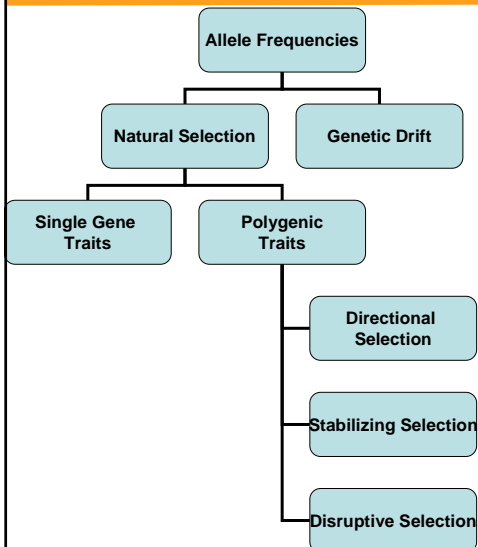 Allele Frequencies
Natural Selection
Genetic Drift
Single Gene
Traits
Polygenic
Traits
Directional
Selection
Stabilizing Selection
Disruptive Selection